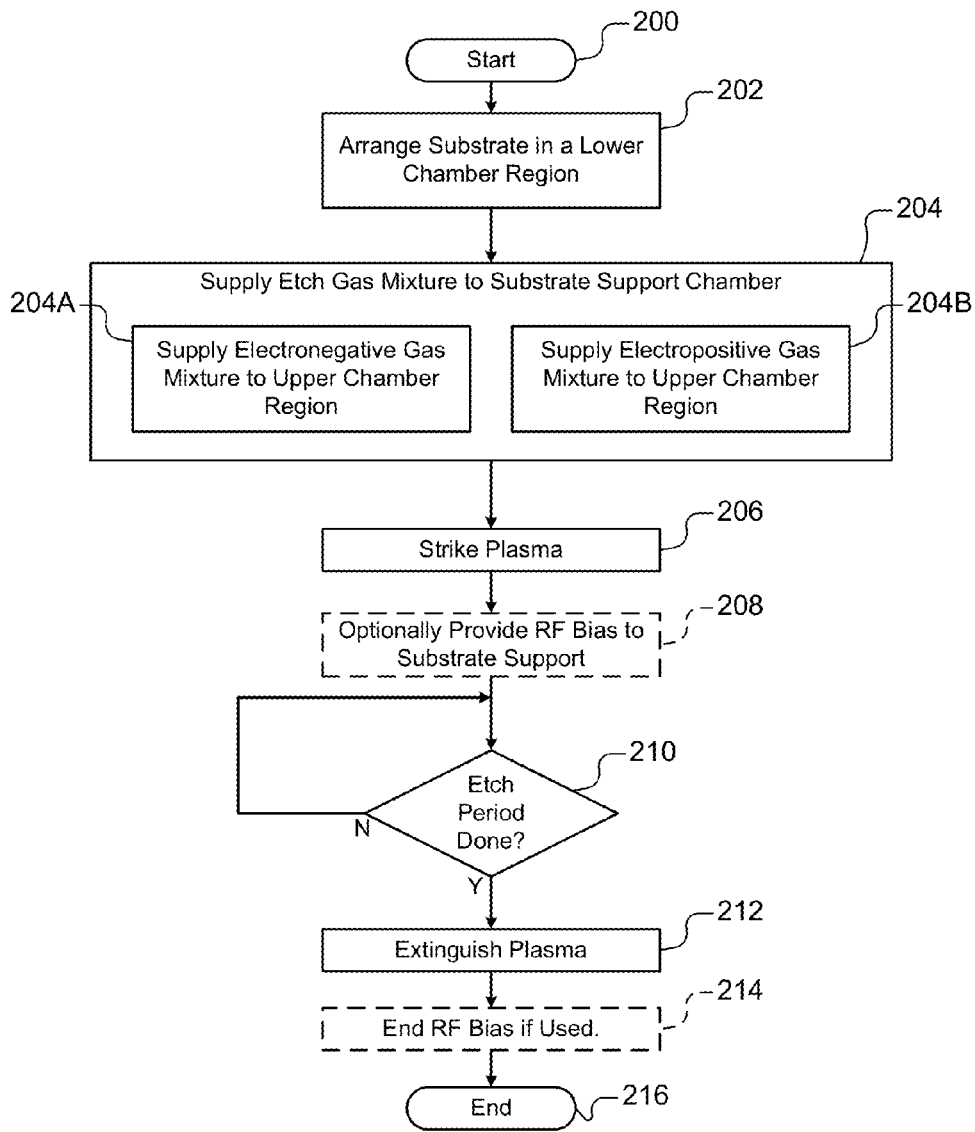 200
Start
202
Arrange Substrate in a Lower
Chamber Region
204
Supply Etch Gas Mixture to Substrate Support Chamber
204A
204B
Supply Electronegative Gas
Mixture to Upper Chamber
Region
Supply Electropositive Gas
Mixture to Upper Chamber
Region
206
Strike Plasma
208
Optionally Provide RF Bias to
Substrate Support
210
Etch
Period
Done?
N
Y
212
Extinguish Plasma
214
End RF Bias if Used.
216
End